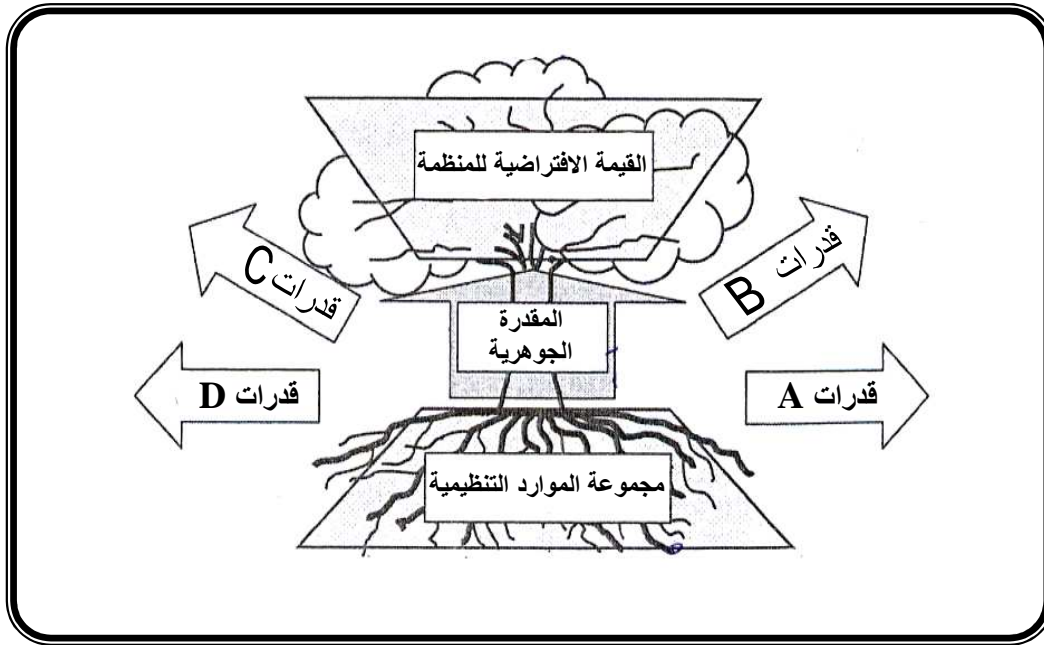 القيمة الافتراضية للمنظمة
قدرات B
قدرات C
المقدرة
الجوهرية
قدرات A
قدرات D
مجموعة الموارد التنظيمية